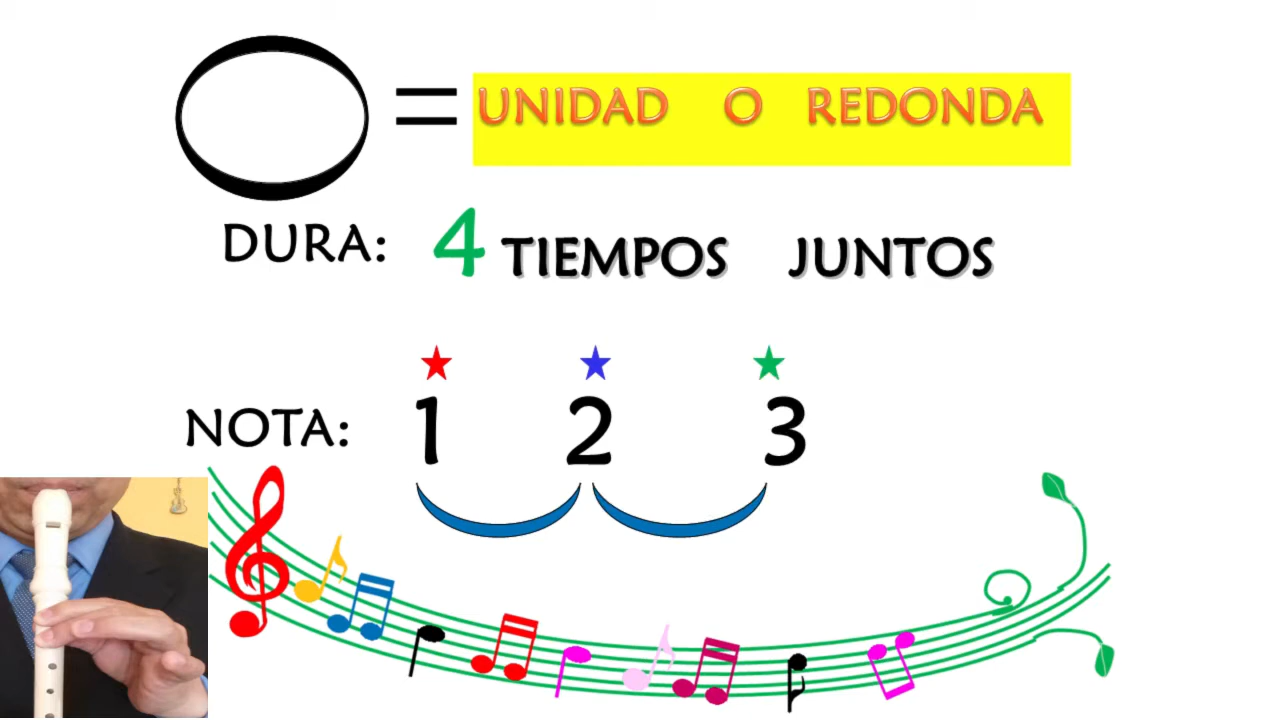 = UNIDAD O REDONDA
DURA: 4 TIEMPOS JUNTOS
NOTA: 1 2 3